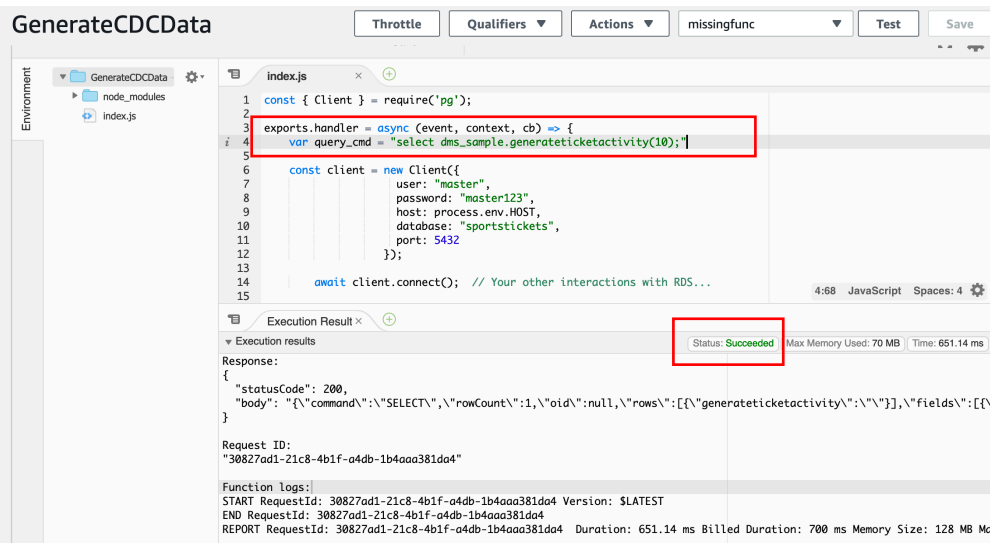 GenerateCDCData
Throttle
Qualifiers
Actions
missingfunc
Test
Save
Environment
GenerateCDCData
node_modules
index.js
index.js
1 const { Client } = require('pg');
2
3 exports.handler = async (event, context, cb) => {
i 4 var query_cmd = "select dms_sample.generateticketactivity(10);"
5
6 const client = new Client({
7 user: "master",
8 password: "master123",
9 host: process.env.HOST,
10 database: "sportstickets",
11 port: 5432
12 });
13
14 await client.connect(); // Your other interactions with RDS...
15
4:68 JavaScript Spaces: 4
Execution Result
Execution results
Status: Succeeded
Max Memory Used: 70 MB
Time: 651.14 ms
Response:
{
"statusCode": 200,
"body": "{\"command\":\"SELECT\",\"rowCount\":1,\"oid\":null,\"rows\":[{\"generateticketactivity\":\"\"}],\"fields\":[{\
}
Request ID:
"30827ad1-21c8-4b1f-a4db-1b4aaa381da4"
Function logs:
START RequestId: 30827ad1-21c8-4b1f-a4db-1b4aaa381da4 Version: $LATEST
END RequestId: 30827ad1-21c8-4b1f-a4db-1b4aaa381da4
REPORT RequestId: 30827ad1-21c8-4b1f-a4db-1b4aaa381da4 Duration: 651.14 ms Billed Duration: 700 ms Memory Size: 128 MB Ma